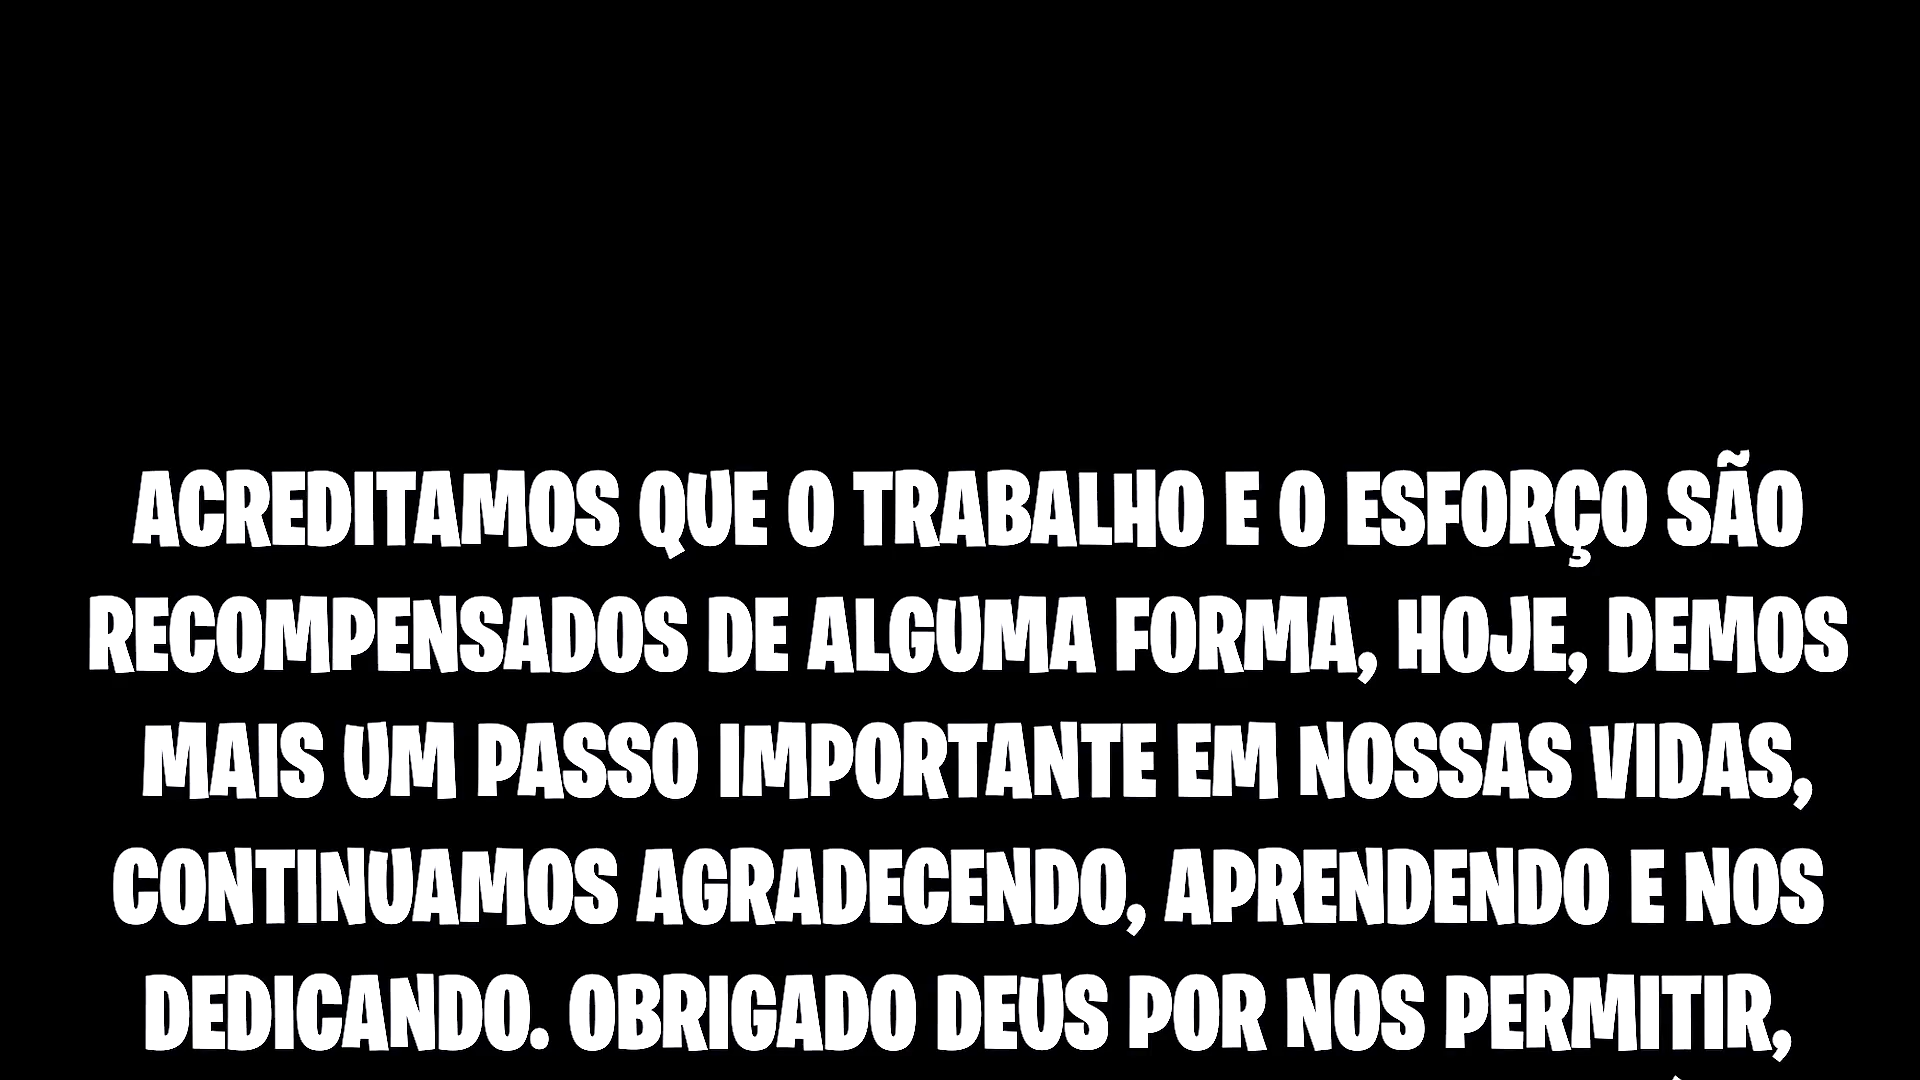 ACREDITAMOS QUE O TRABALHO E O ESFORÇO SÃO
RECOMPENSADOS DE ALGUMA FORMA, HOJE, DEMOS
MAIS UM PASSO IMPORTANTE EM NOSSAS VIDAS,
CONTINUAMOS AGRADECENDO, APRENDENDO E NOS
DEDICANDO. OBRIGADO DEUS POR NOS PERMITIR,